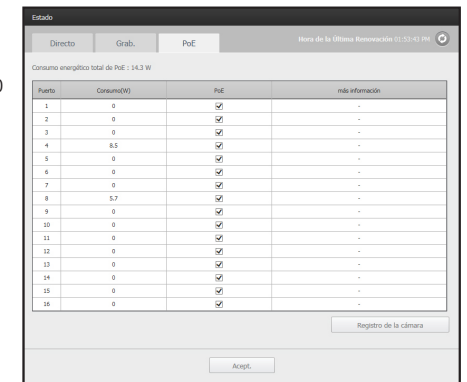 )
Estado
Directo Grab. PoE Hora de la Última Renovación 01:53:43 PM
Consumo energético total de PoE : 14.3 W
Puerto Consumo(W) PoE más información
1 0 -
2 0 -
3 0 -
4 8.5 -
5 0 -
6 0 -
7 0 -
8 5.7 -
9 0 -
10 0 -
11 0 -
12 0 -
13 0 -
14 0 -
15 0 -
16 0 -
Registro de la cámara
Acept.